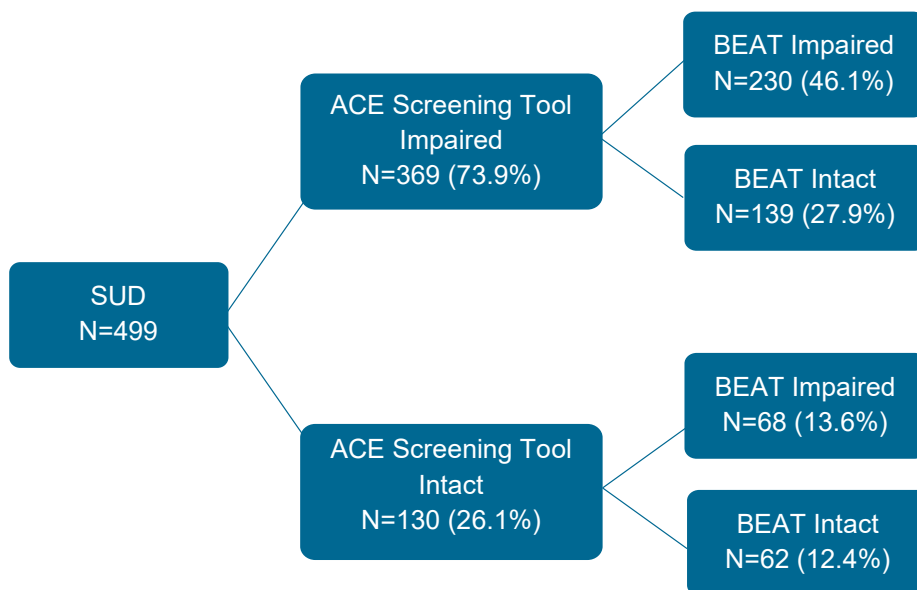 SUD
N=499
ACE Screening Tool
Impaired
N=369 (73.9%)
BEAT Impaired
N=230 (46.1%)
BEAT Intact
N=139 (27.9%)
ACE Screening Tool
Intact
N=130 (26.1%)
BEAT Impaired
N=68 (13.6%)
BEAT Intact
N=62 (12.4%)